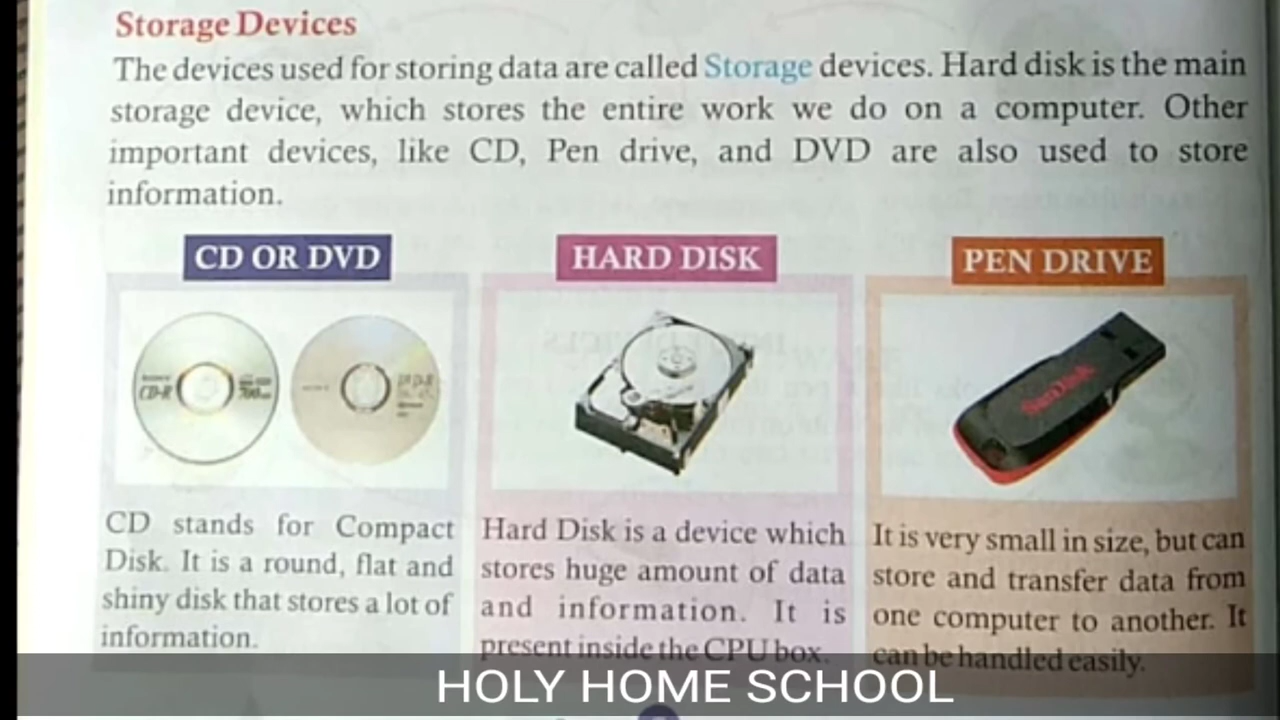 Storage Devices
The devices used for storing data are called Storage devices. Hard disk is the main
storage device, which stores the entire work we do on a computer. Other
important devices, like CD, Pen drive, and DVD are also used to store
information.
CD OR DVD
HARD DISK
PEN DRIVE
CD-R
SanDisk
CD stands for Compact
Disk. It is a round, flat and
shiny disk that stores a lot of
information.
Hard Disk is a device which
stores huge amount of data
and information. It is
present inside the CPU box.
It is very small in size, but can
store and transfer data from
one computer to another. It
can be handled easily.
HOLY HOME SCHOOL